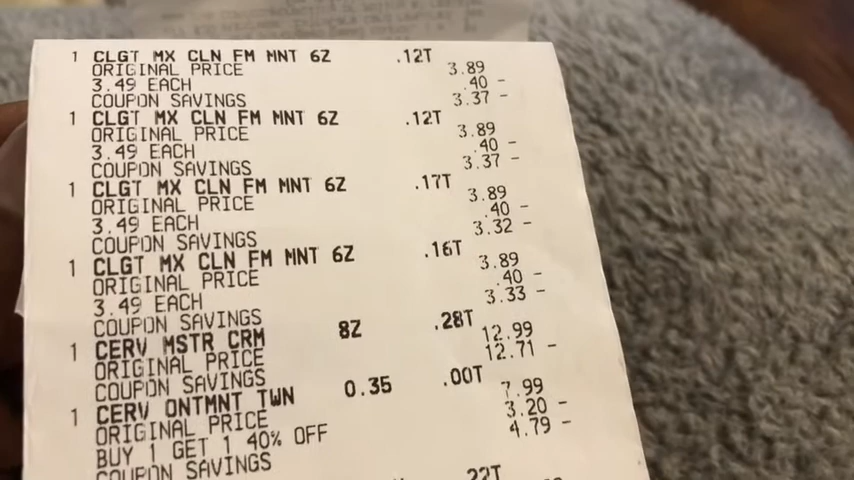 1 CLGT MX CLN FM MNT 6Z .12T
ORIGINAL PRICE 3.89
3.49 EACH .40 -
COUPON SAVINGS 3.37 -
1 CLGT MX CLN FM MNT 6Z .12T
ORIGINAL PRICE 3.89
3.49 EACH .40 -
COUPON SAVINGS 3.37 -
1 CLGT MX CLN FM MNT 6Z .17T
ORIGINAL PRICE 3.89
3.49 EACH .40 -
COUPON SAVINGS 3.32 -
1 CLGT MX CLN FM MNT 6Z .16T
ORIGINAL PRICE 3.89
3.49 EACH .40 -
COUPON SAVINGS 3.33 -
1 CERV MSTR CRM 8Z .28T
ORIGINAL PRICE 12.99
COUPON SAVINGS 12.71 -
1 CERV ONTMNT TWN 0.35 .00T
ORIGINAL PRICE 7.99
BUY 1 GET 1 40% OFF 3.20 -
COUPON SAVINGS 4.79 -
.22T